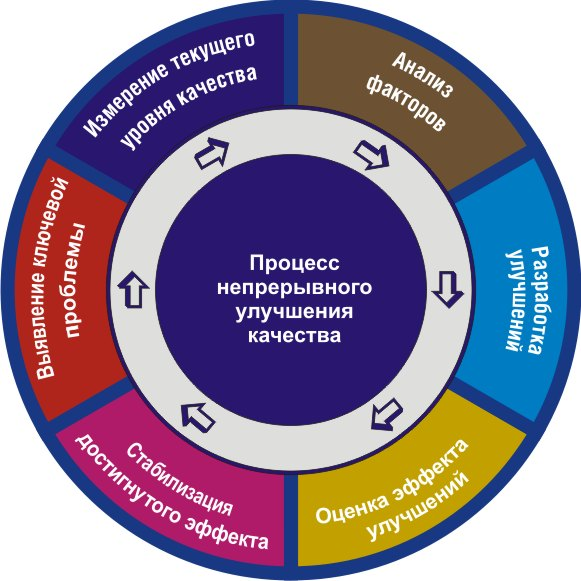 Измерение текущего
уровня качества
Анализ
факторов
Разработка
улучшений
Оценка эффекта
улучшений
Стабилизация
достигнутого эффекта
Выявление ключевой
проблемы
Процесс
непрерывного
улучшения
качества